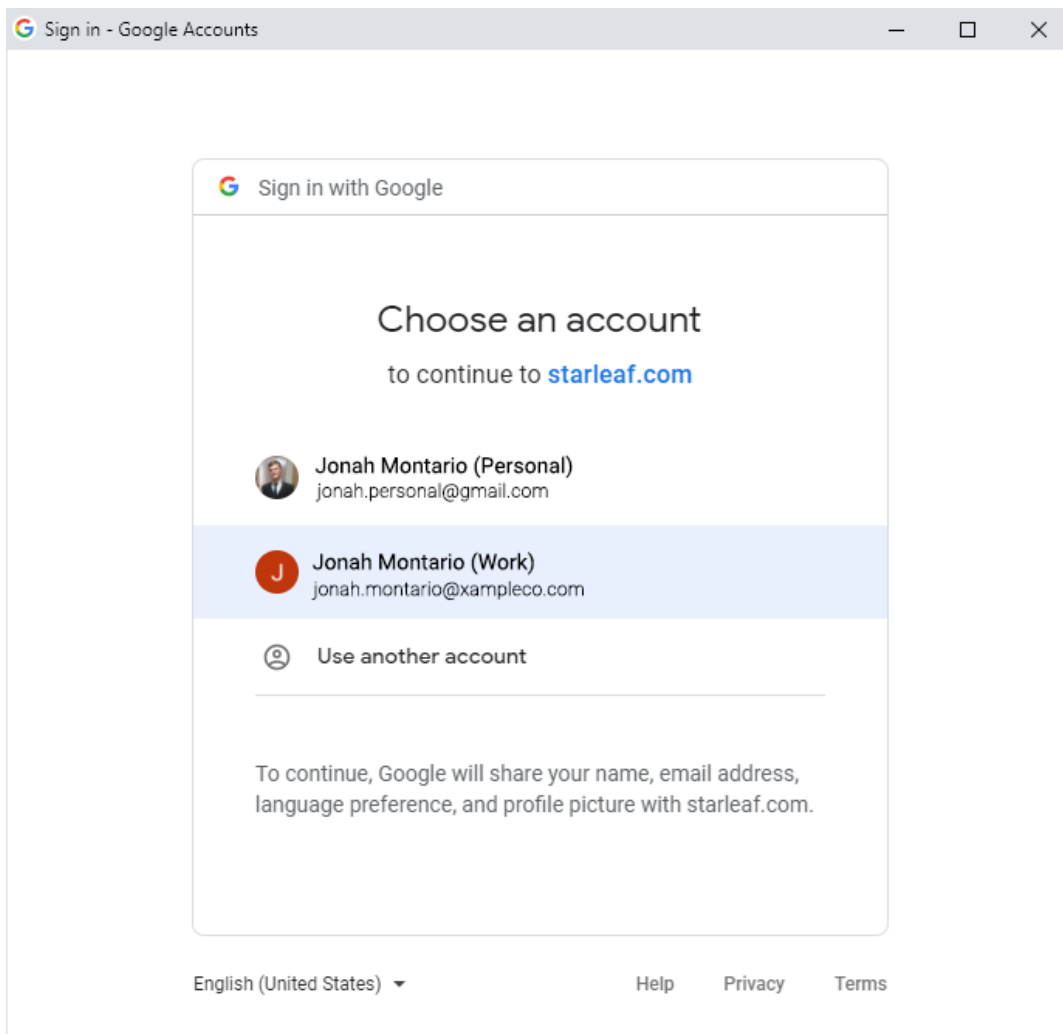 Sign in - Google Accounts
Sign in with Google
Choose an account
to continue to starleaf.com
Jonah Montario (Personal)
jonah.personal@gmail.com
J
Jonah Montario (Work)
jonah.montario@xampleco.com
Use another account
To continue, Google will share your name, email address,
language preference, and profile picture with starleaf.com.
English (United States)
Help Privacy Terms